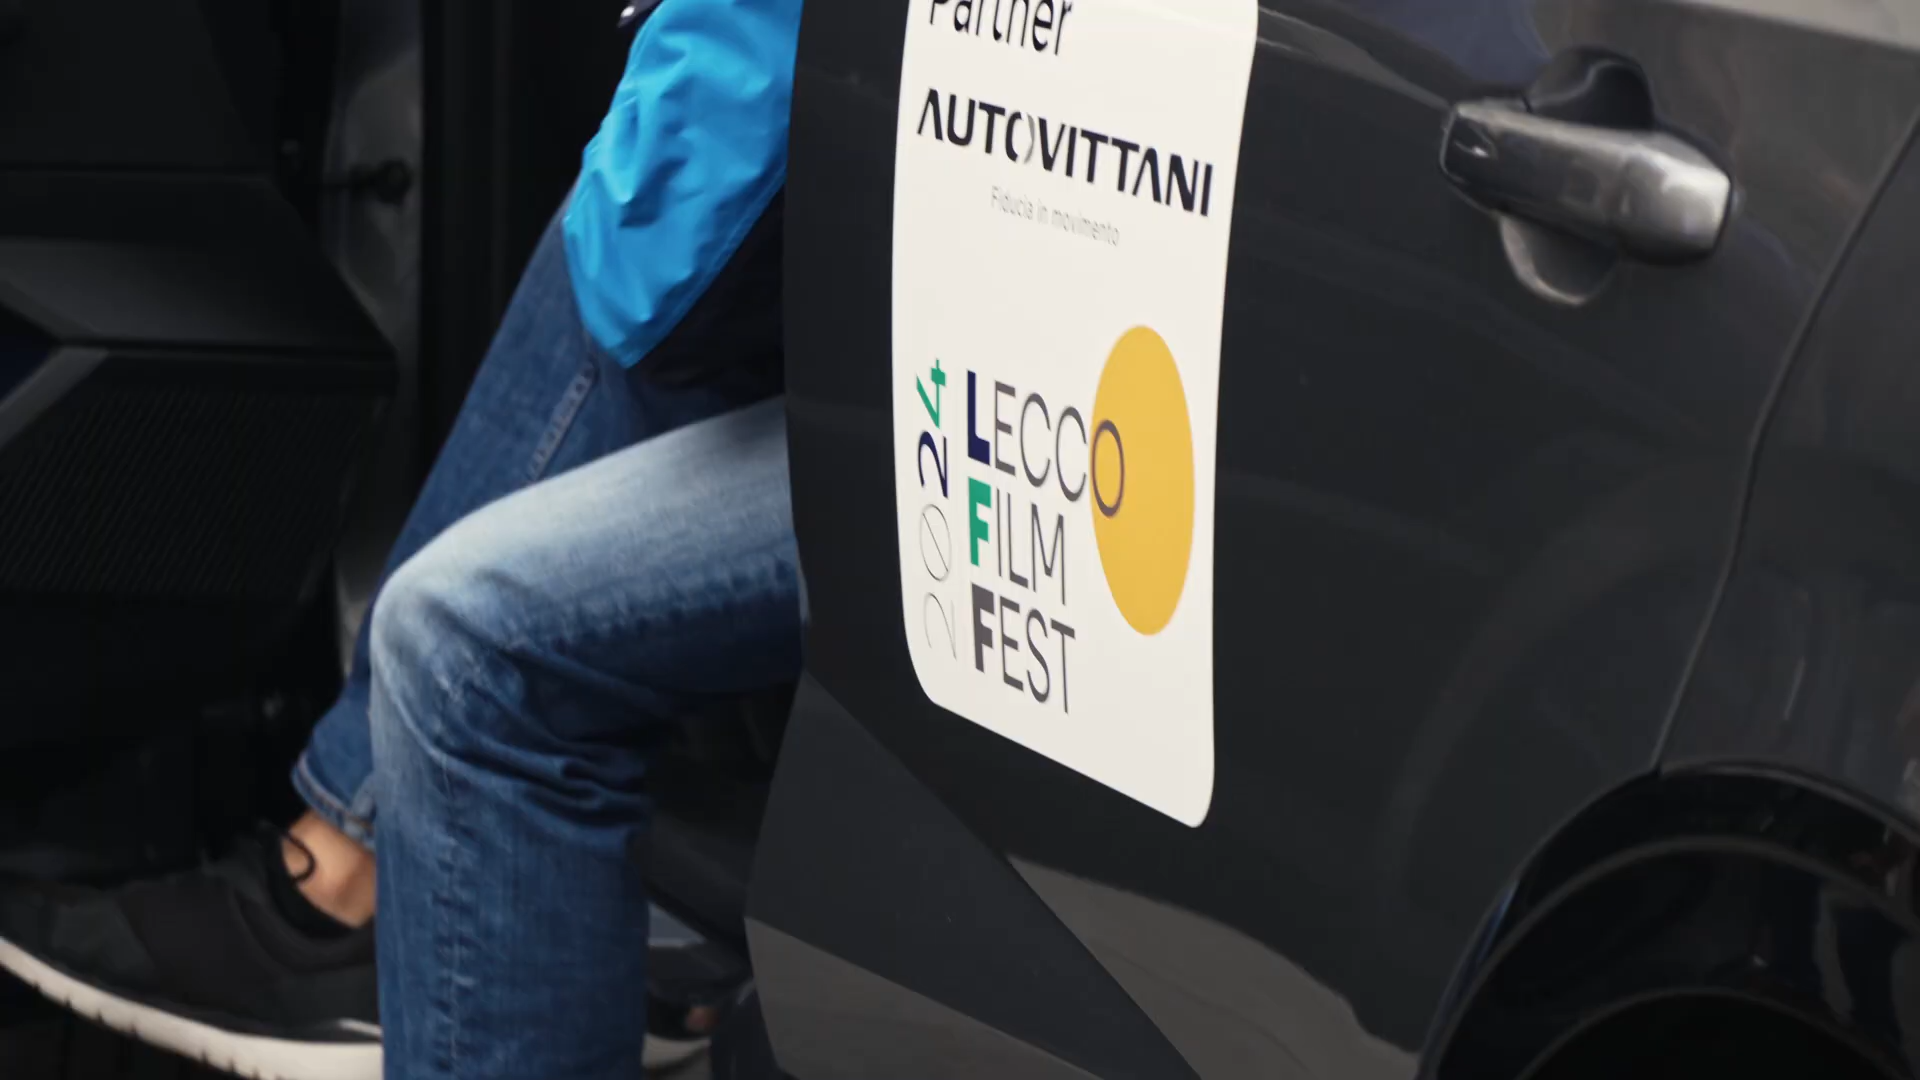 Partner
AUTOVITTANI
Fiducia in movimento
2024
LECCO
FILM
FEST